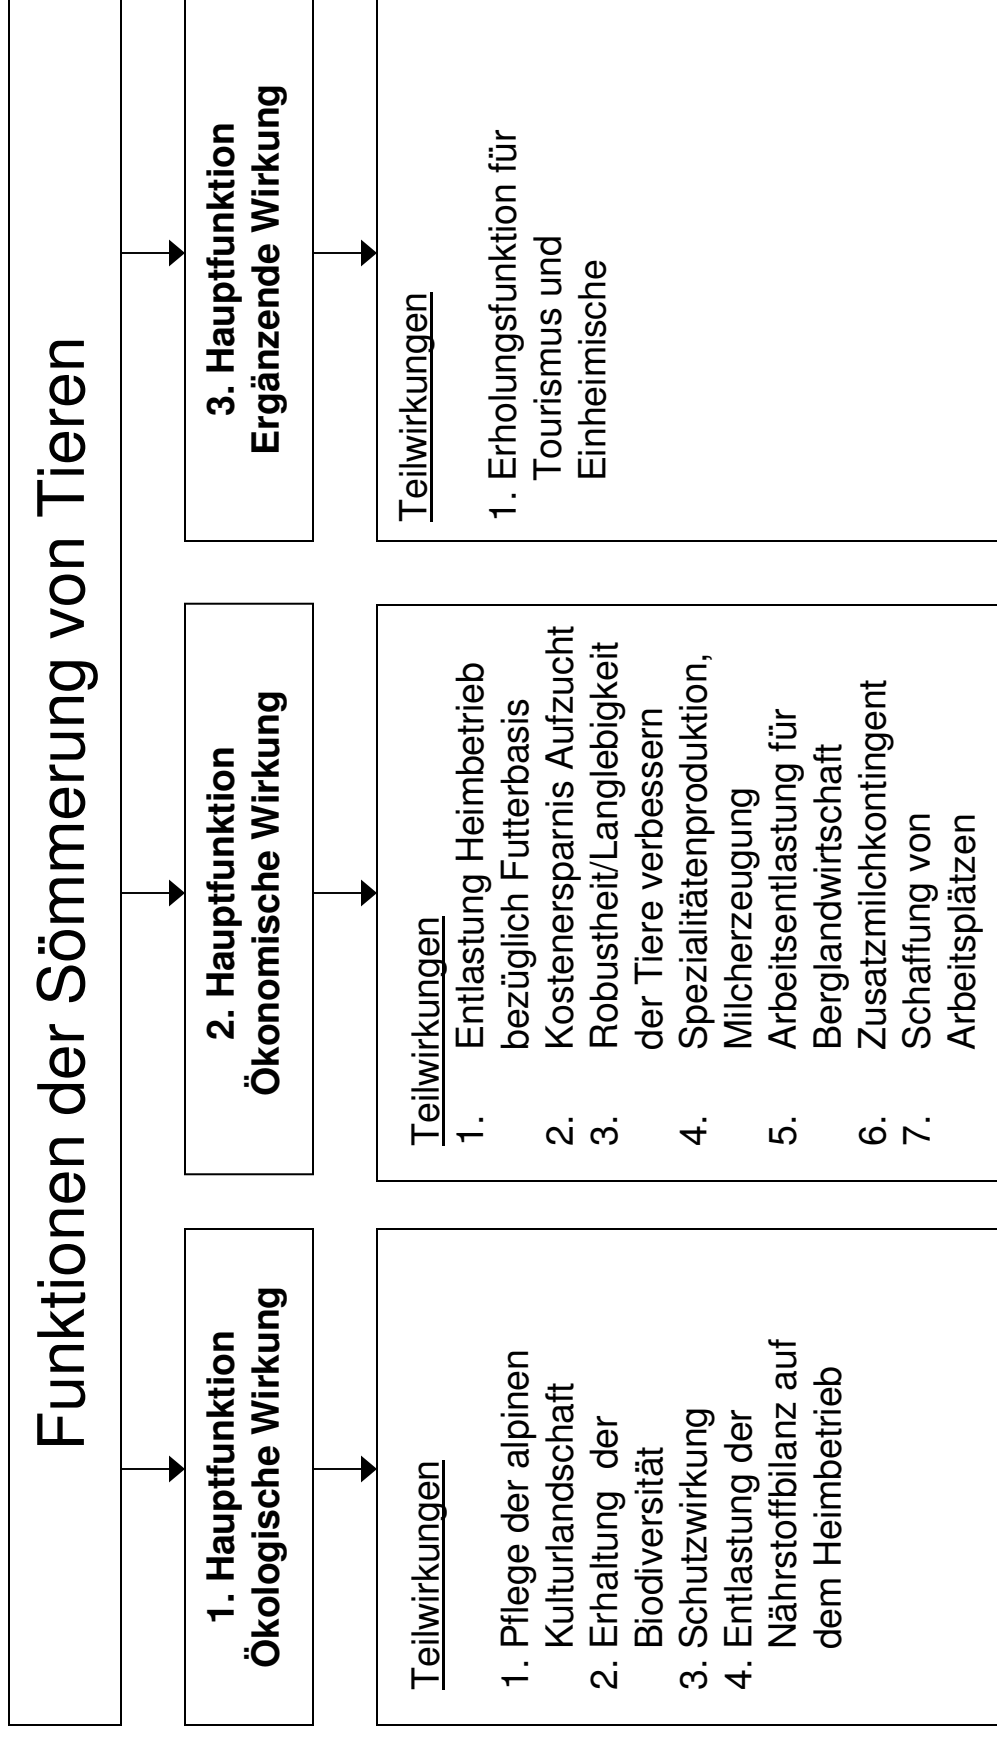 Funktionen der Sömmerung von Tieren
1. Hauptfunktion
Ökologische Wirkung
Teilwirkungen
1. Pflege der alpinen
Kulturlandschaft
2. Erhaltung der
Biodiversität
3. Schutzwirkung
4. Entlastung der
Nährstoffbilanz auf
dem Heimbetrieb
2. Hauptfunktion
Ökonomische Wirkung
Teilwirkungen
1. Entlastung Heimbetrieb
bezüglich Futterbasis
2. Kostenersparnis Aufzucht
3. Robustheit/Langlebigkeit
der Tiere verbessern
4. Spezialitätenproduktion,
Milcherzeugung
5. Arbeitsentlastung für
Berglandwirtschaft
6. Zusatzmilchkontingent
7. Schaffung von
Arbeitsplätzen
3. Hauptfunktion
Ergänzende Wirkung
Teilwirkungen
1. Erholungsfunktion für
Tourismus und
Einheimische